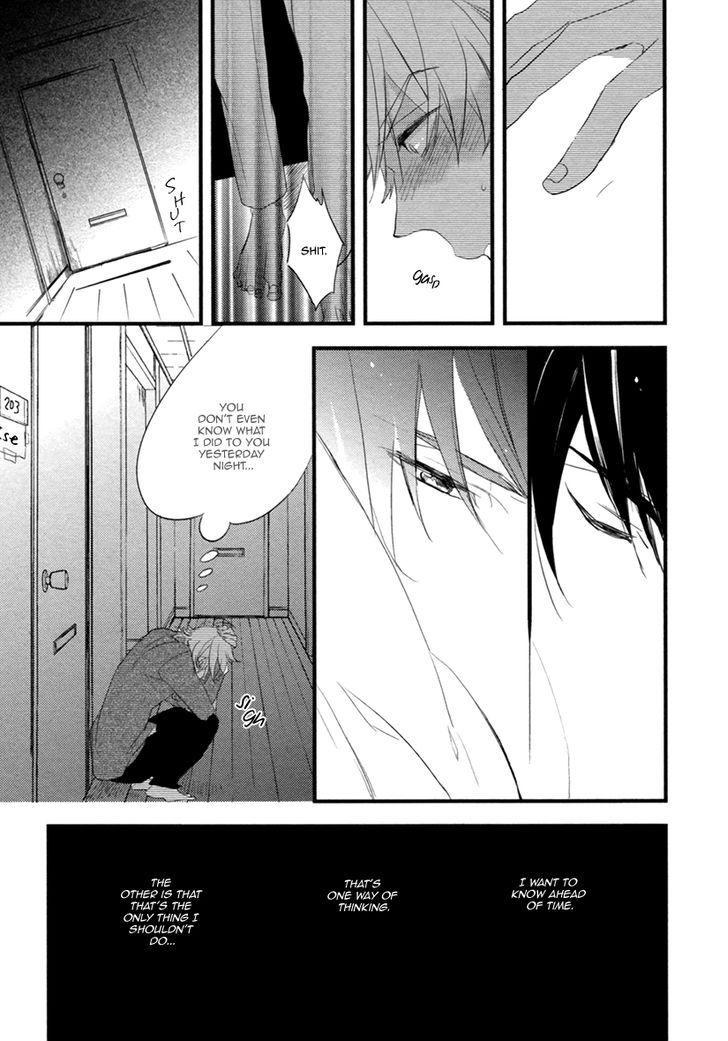 gasp
SHIT.
SHUT
YOU
DON'T EVEN
KNOW WHAT
I DID TO YOU
YESTERDAY
NIGHT...
203
se
sigh
I WANT TO
KNOW AHEAD
OF TIME.
THAT'S
ONE WAY OF
THINKING.
THE
OTHER IS THAT
THAT'S THE
ONLY THING I
SHOULDN'T
DO...